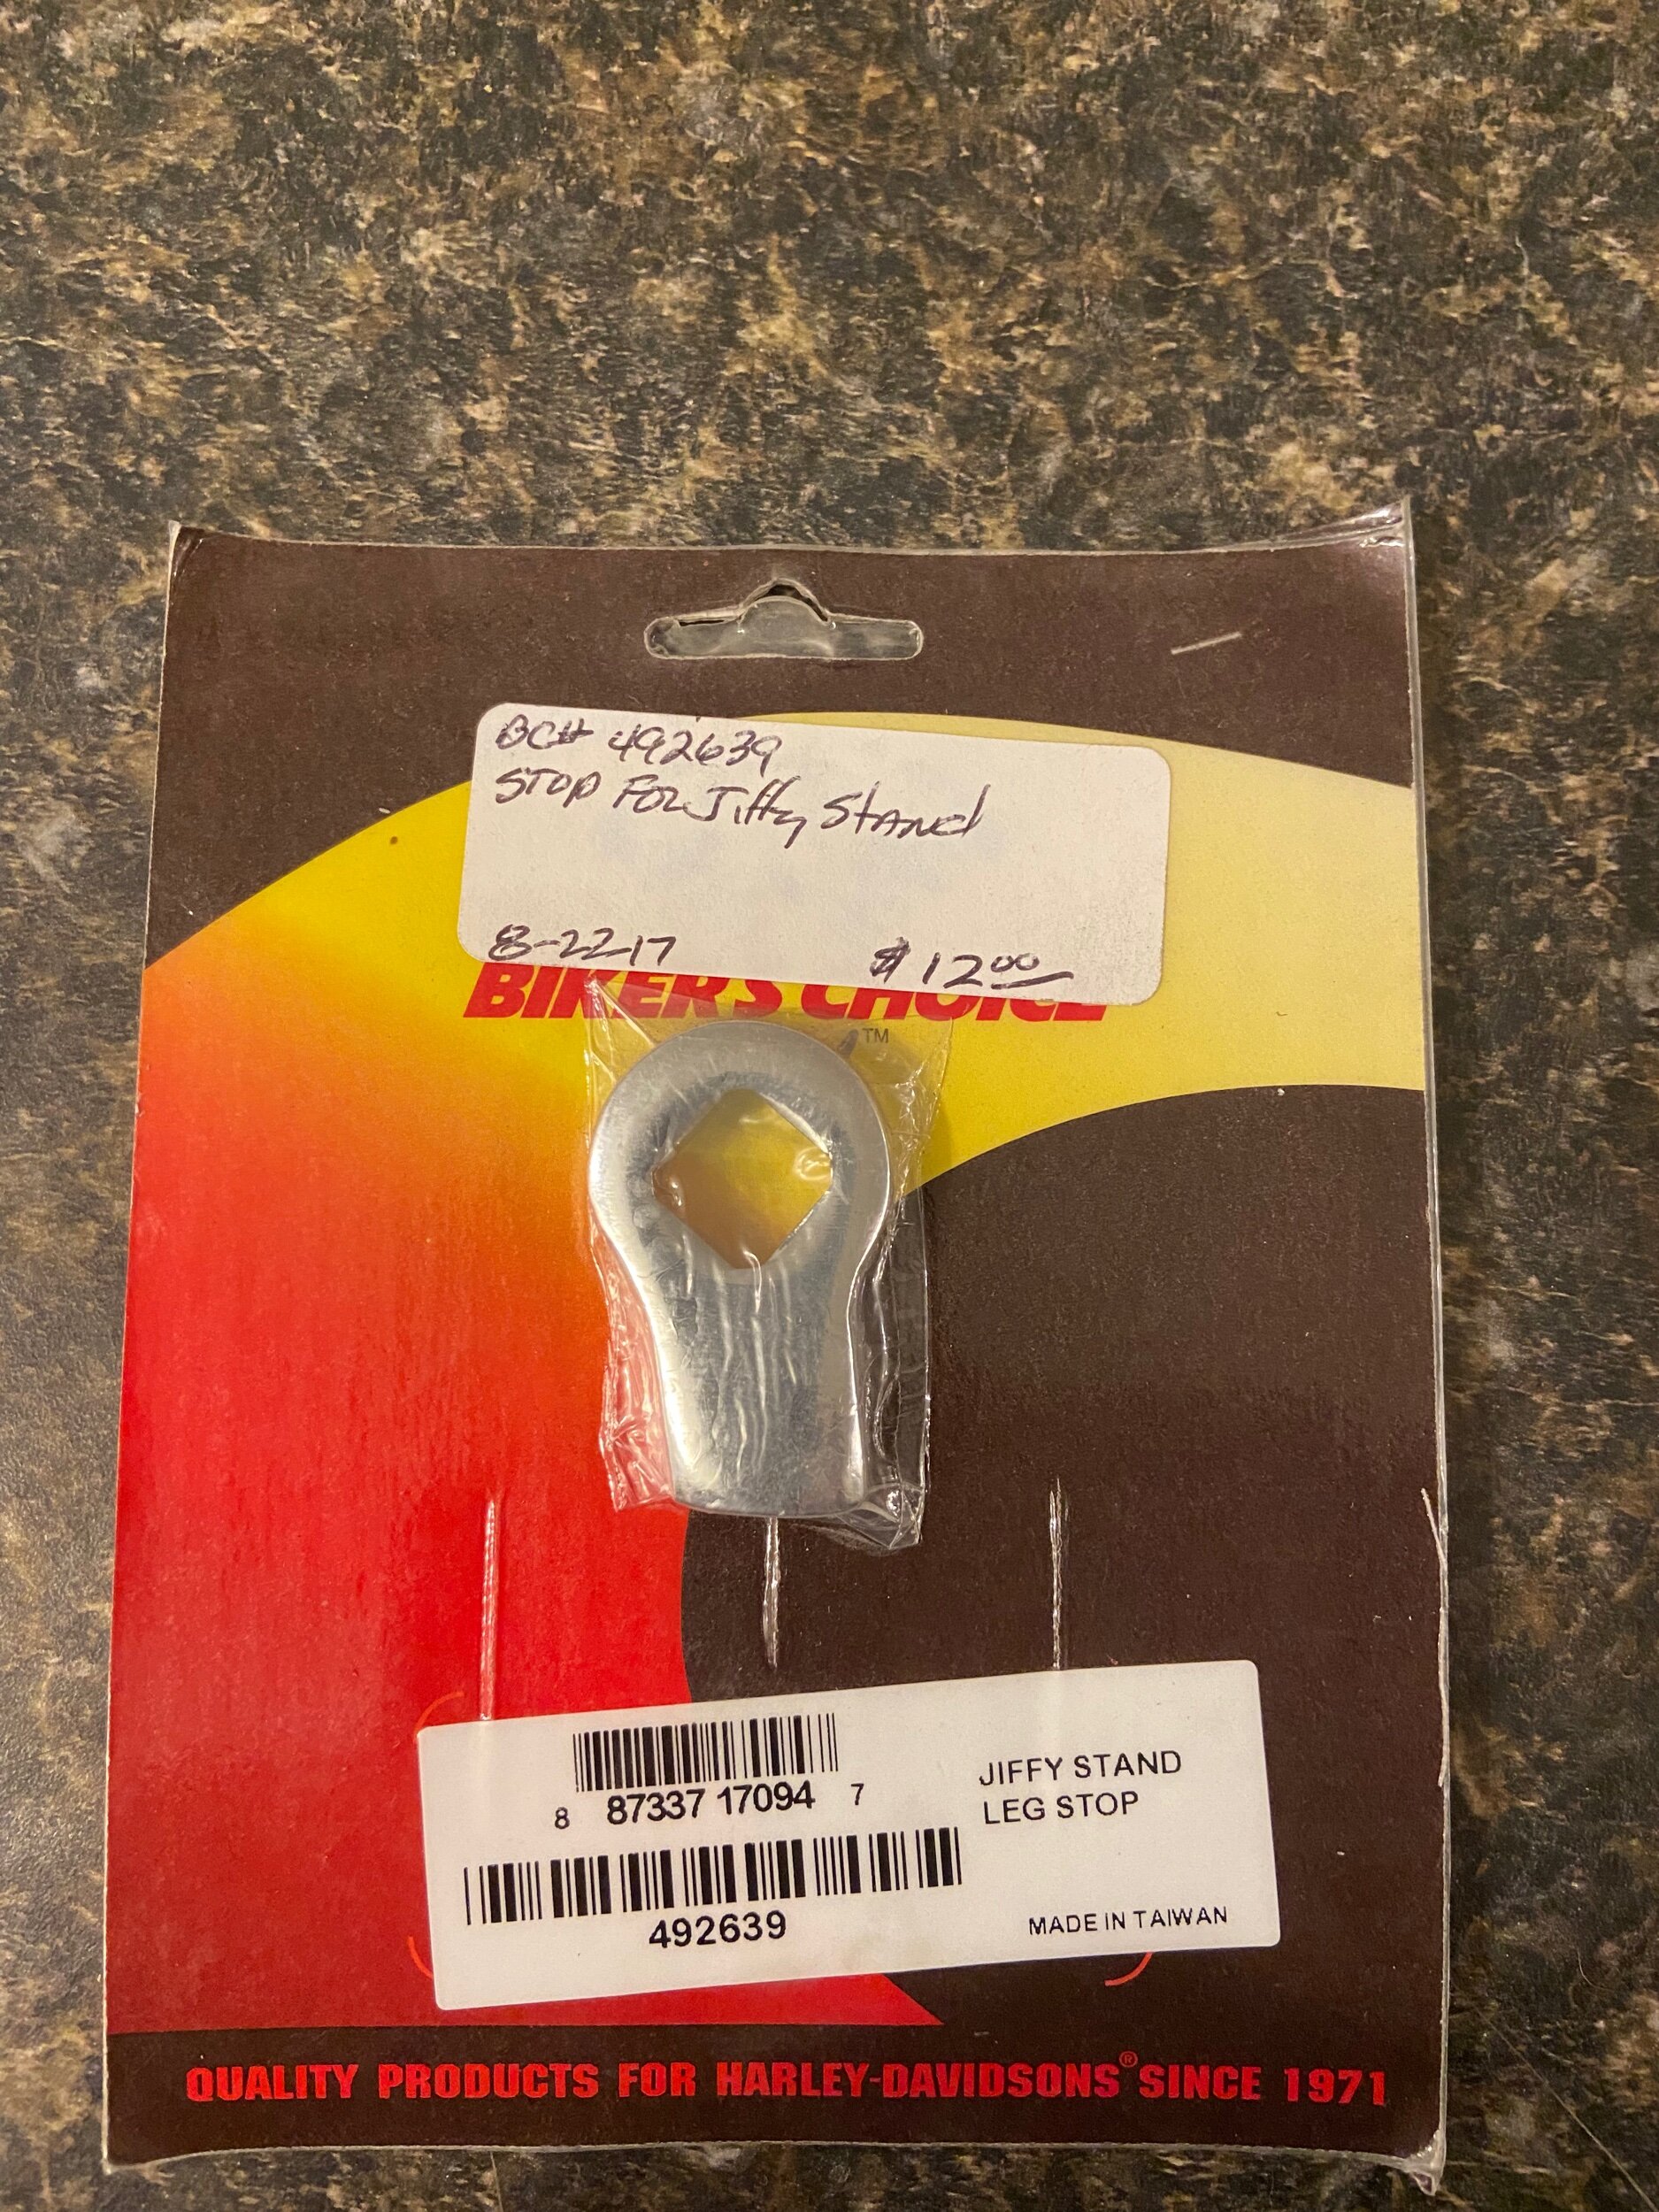 BC# 492639
STOP FOR Jiffy Stand
8-22-17 $12.00
BIKERS CHOICE
TM
8 87337 17094 7
JIFFY STAND
LEG STOP
492639
MADE IN TAIWAN
QUALITY PRODUCTS FOR HARLEY-DAVIDSONS® SINCE 1971